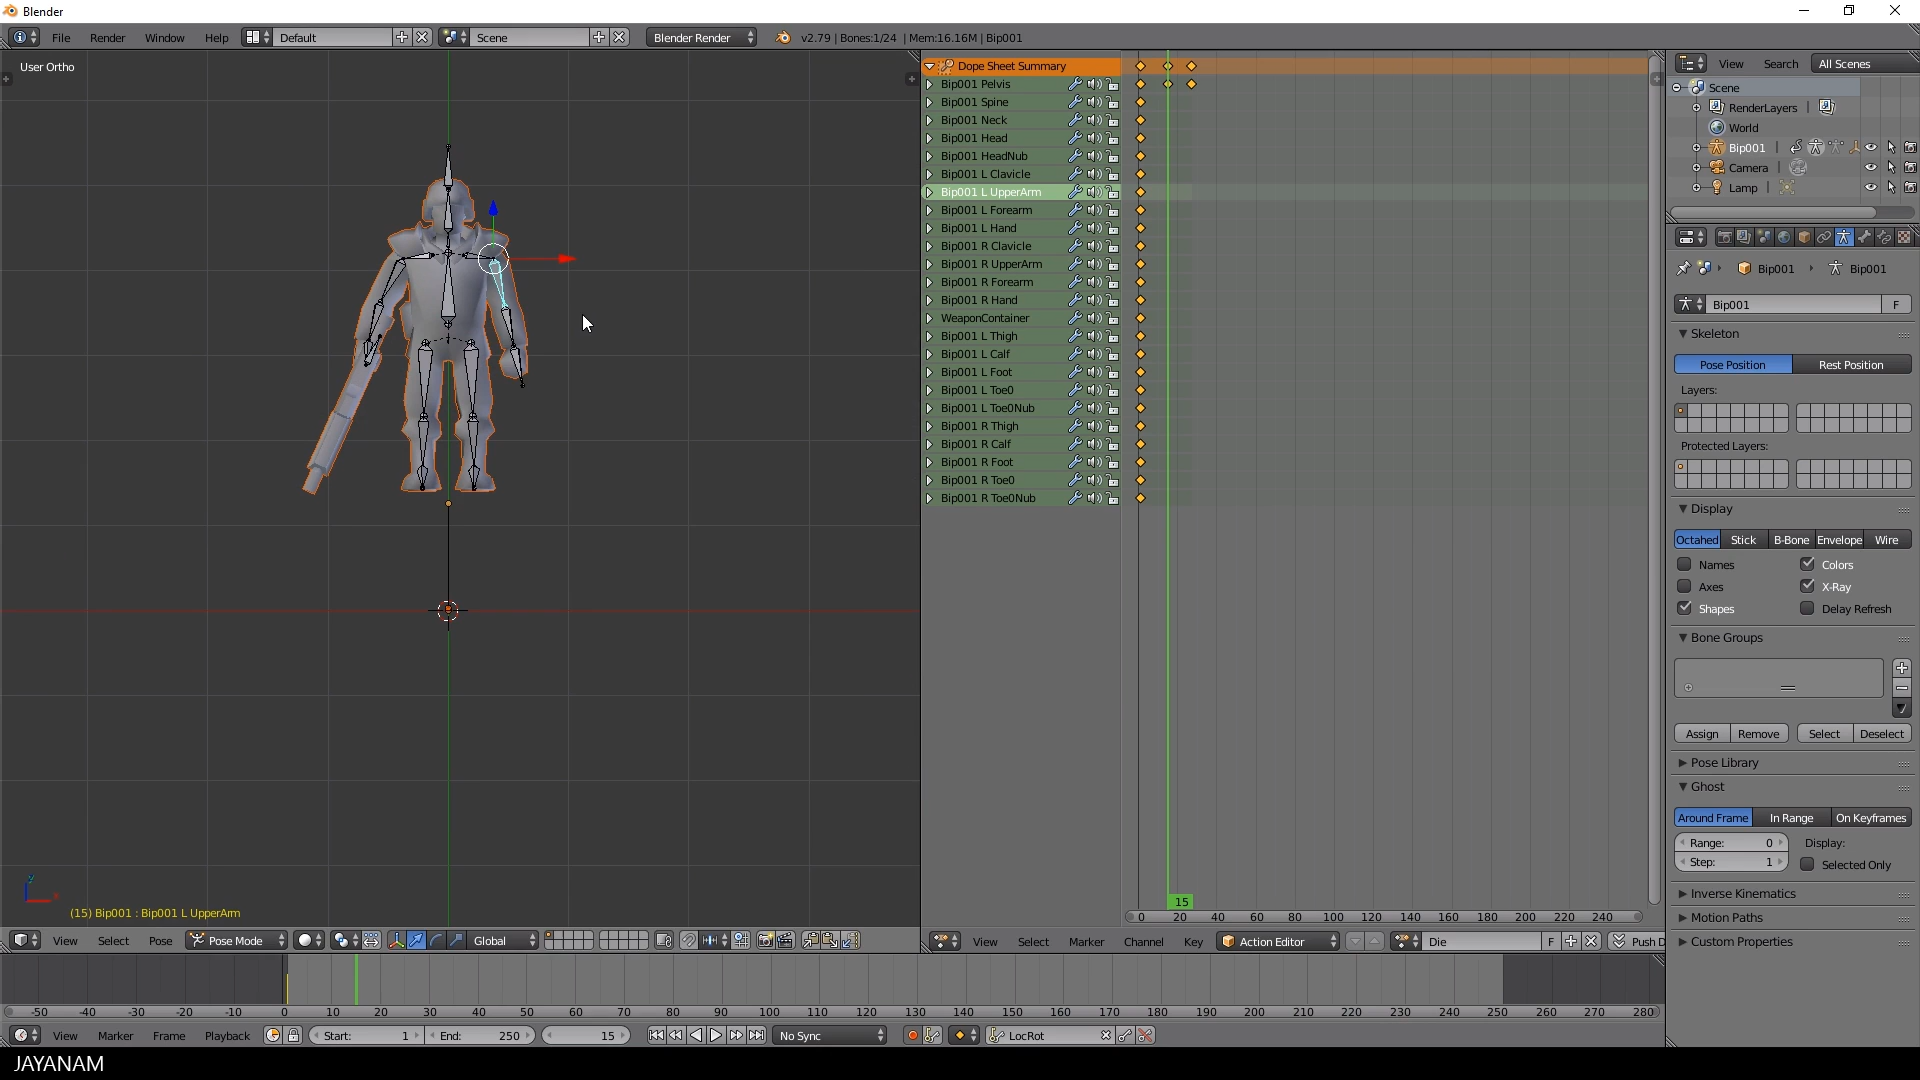 Blender
File Render Window Help Default Scene Blender Render v2.79 | Bones:1/24 | Mem:16.16M | Bip001
User Ortho
(15) Bip001 : Bip001 L UpperArm
View Select Pose Pose Mode Global
Dope Sheet Summary
Bip001 Pelvis
Bip001 Spine
Bip001 Neck
Bip001 Head
Bip001 HeadNub
Bip001 L Clavicle
Bip001 L UpperArm
Bip001 L Forearm
Bip001 L Hand
Bip001 R Clavicle
Bip001 R UpperArm
Bip001 R Forearm
Bip001 R Hand
WeaponContainer
Bip001 L Thigh
Bip001 L Calf
Bip001 L Foot
Bip001 L Toe0
Bip001 L Toe0Nub
Bip001 R Thigh
Bip001 R Calf
Bip001 R Foot
Bip001 R Toe0
Bip001 R Toe0Nub
15
0 20 40 60 80 100 120 140 160 180 200 220 240
View Select Marker Channel Key Action Editor Die F Push D
View Search All Scenes
Scene
RenderLayers
World
Bip001
Camera
Lamp
Bip001 Bip001
Bip001 F
Skeleton
Pose Position Rest Position
Layers:
Protected Layers:
Display
Octahed Stick B-Bone Envelope Wire
Names Colors
Axes X-Ray
Shapes Delay Refresh
Bone Groups
Assign Remove Select Deselect
Pose Library
Ghost
Around Frame In Range On Keyframes
Range: 0 Display:
Step: 1 Selected Only
Inverse Kinematics
Motion Paths
Custom Properties
-50 -40 -30 -20 -10 0 10 20 30 40 50 60 70 80 90 100 110 120 130 140 150 160 170 180 190 200 210 220 230 240 250 260 270 280
View Marker Frame Playback Start: 1 End: 250 15 No Sync LocRot
JAYANAM